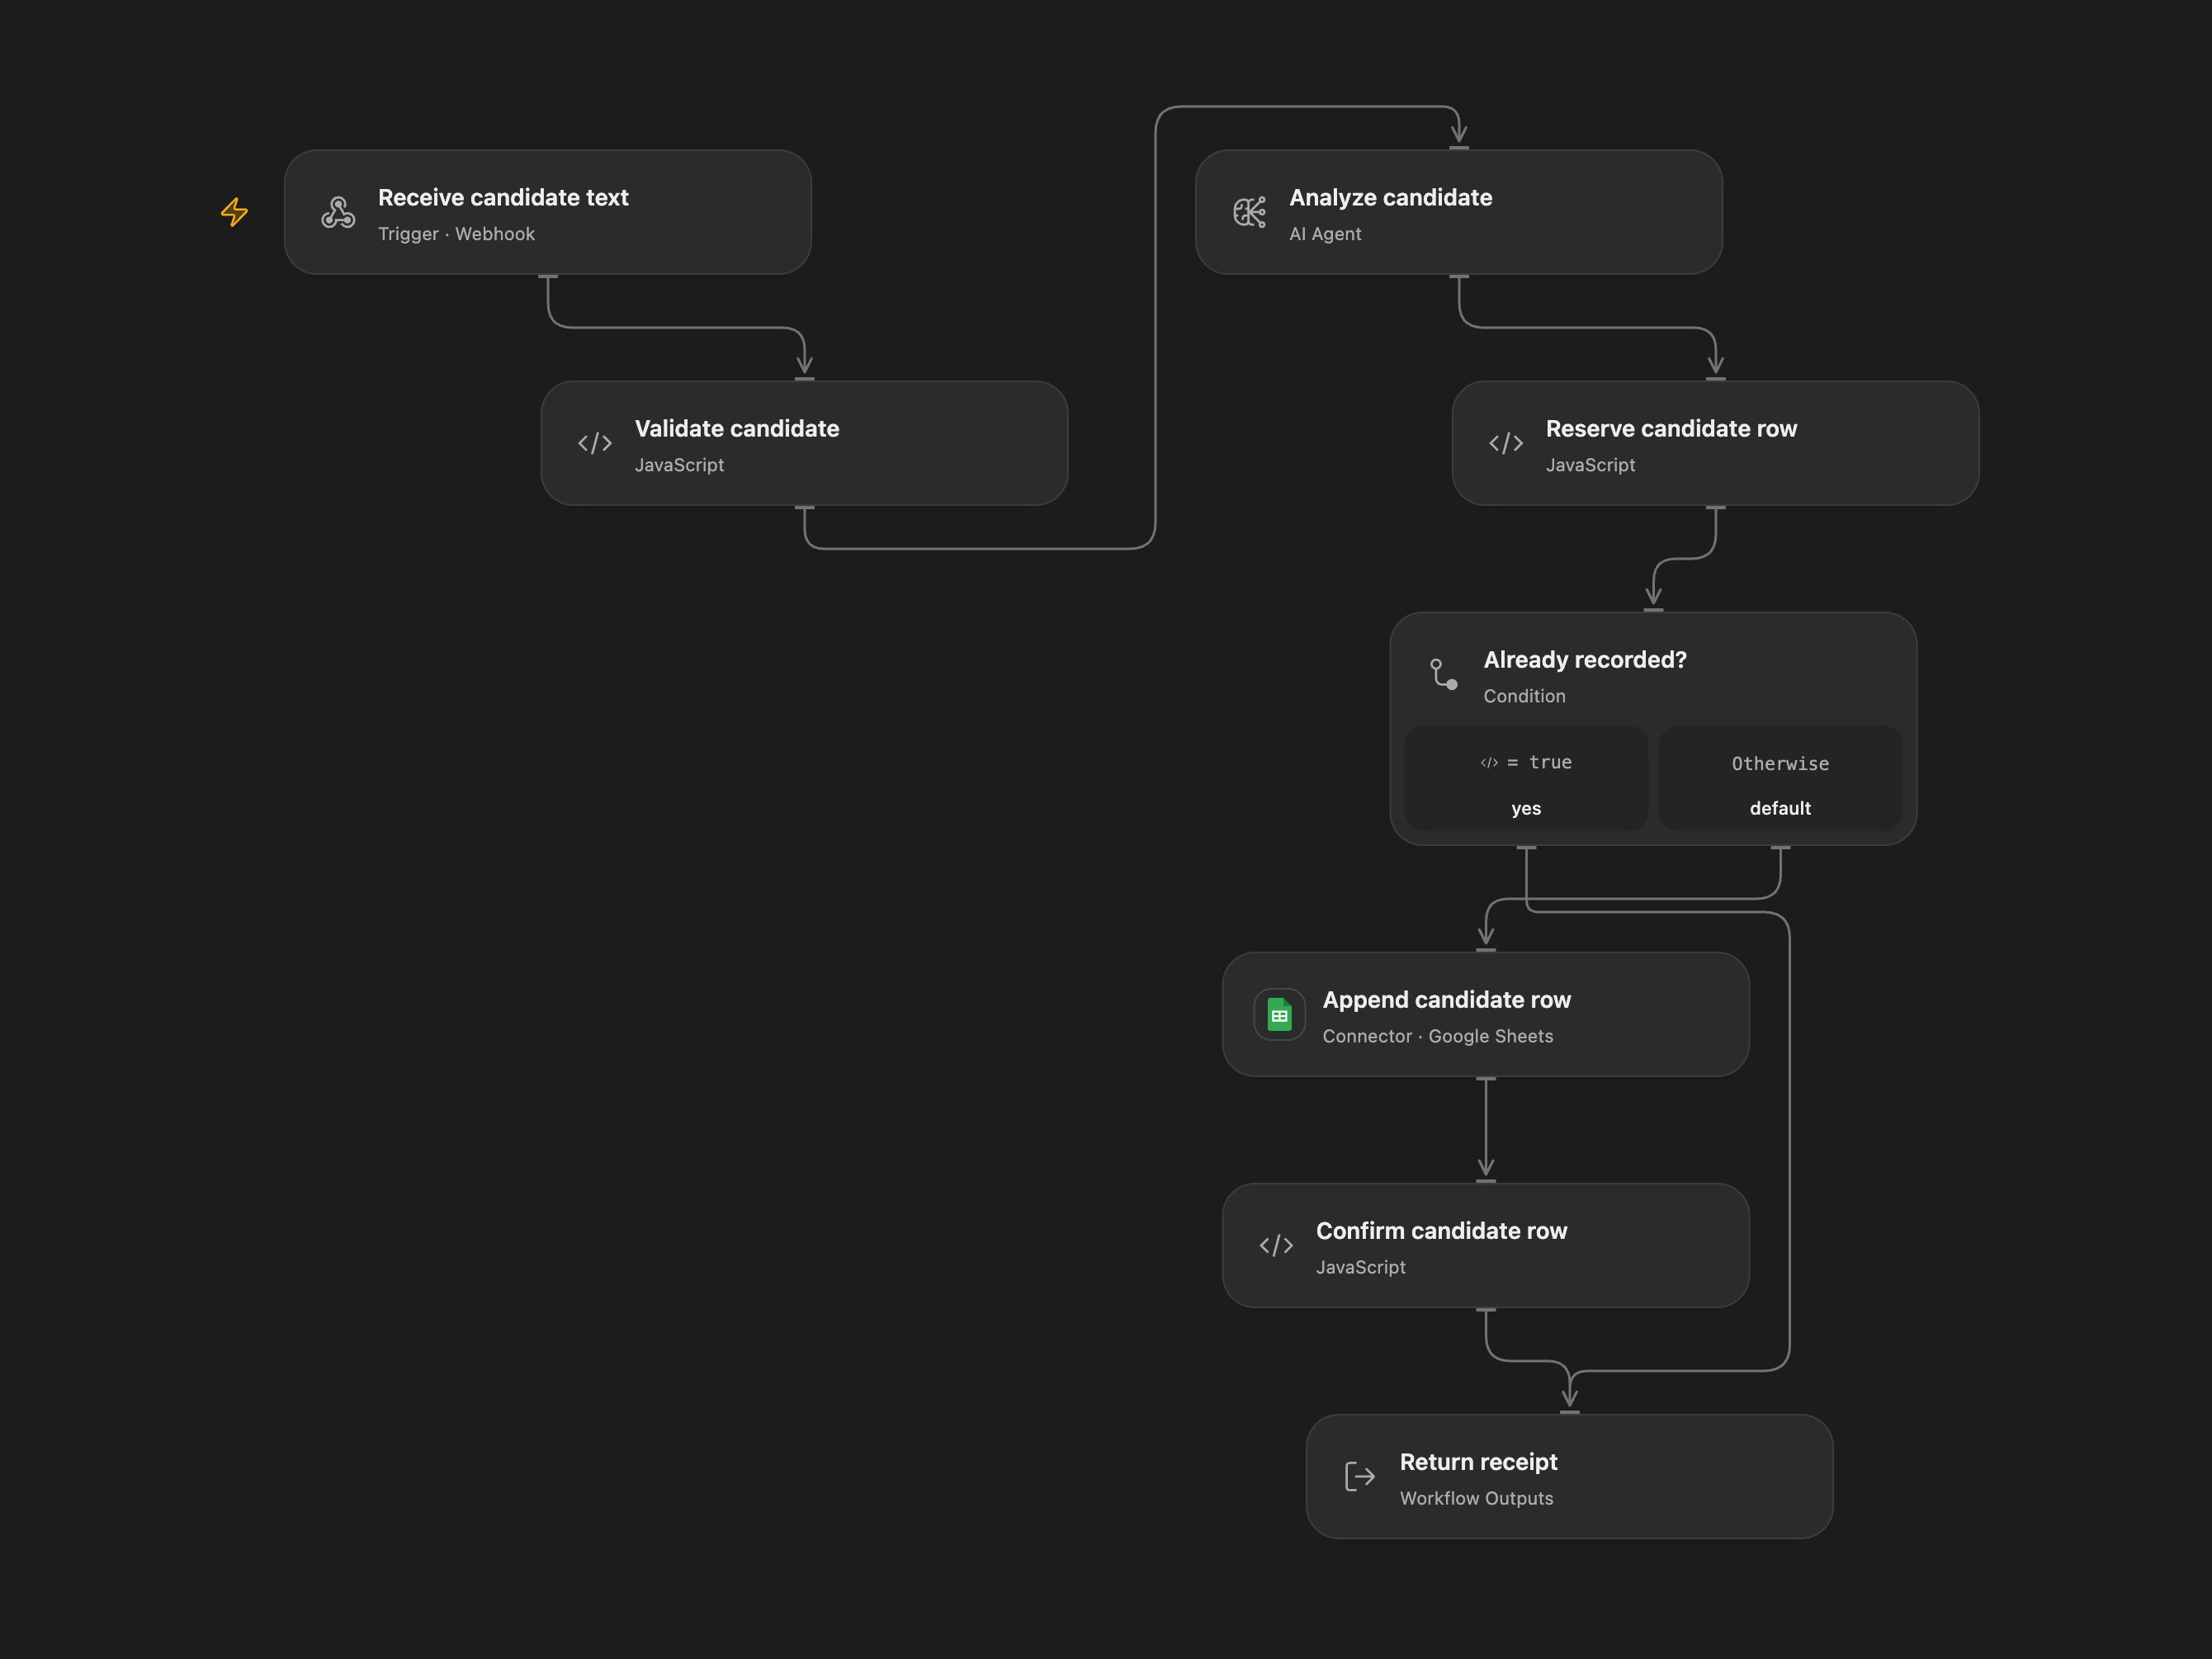 Receive candidate text
Trigger · Webhook
Validate candidate
JavaScript
Analyze candidate
AI Agent
Reserve candidate row
JavaScript
Already recorded?
Condition
</> = true
yes
Otherwise
default
Append candidate row
Connector · Google Sheets
Confirm candidate row
JavaScript
Return receipt
Workflow Outputs